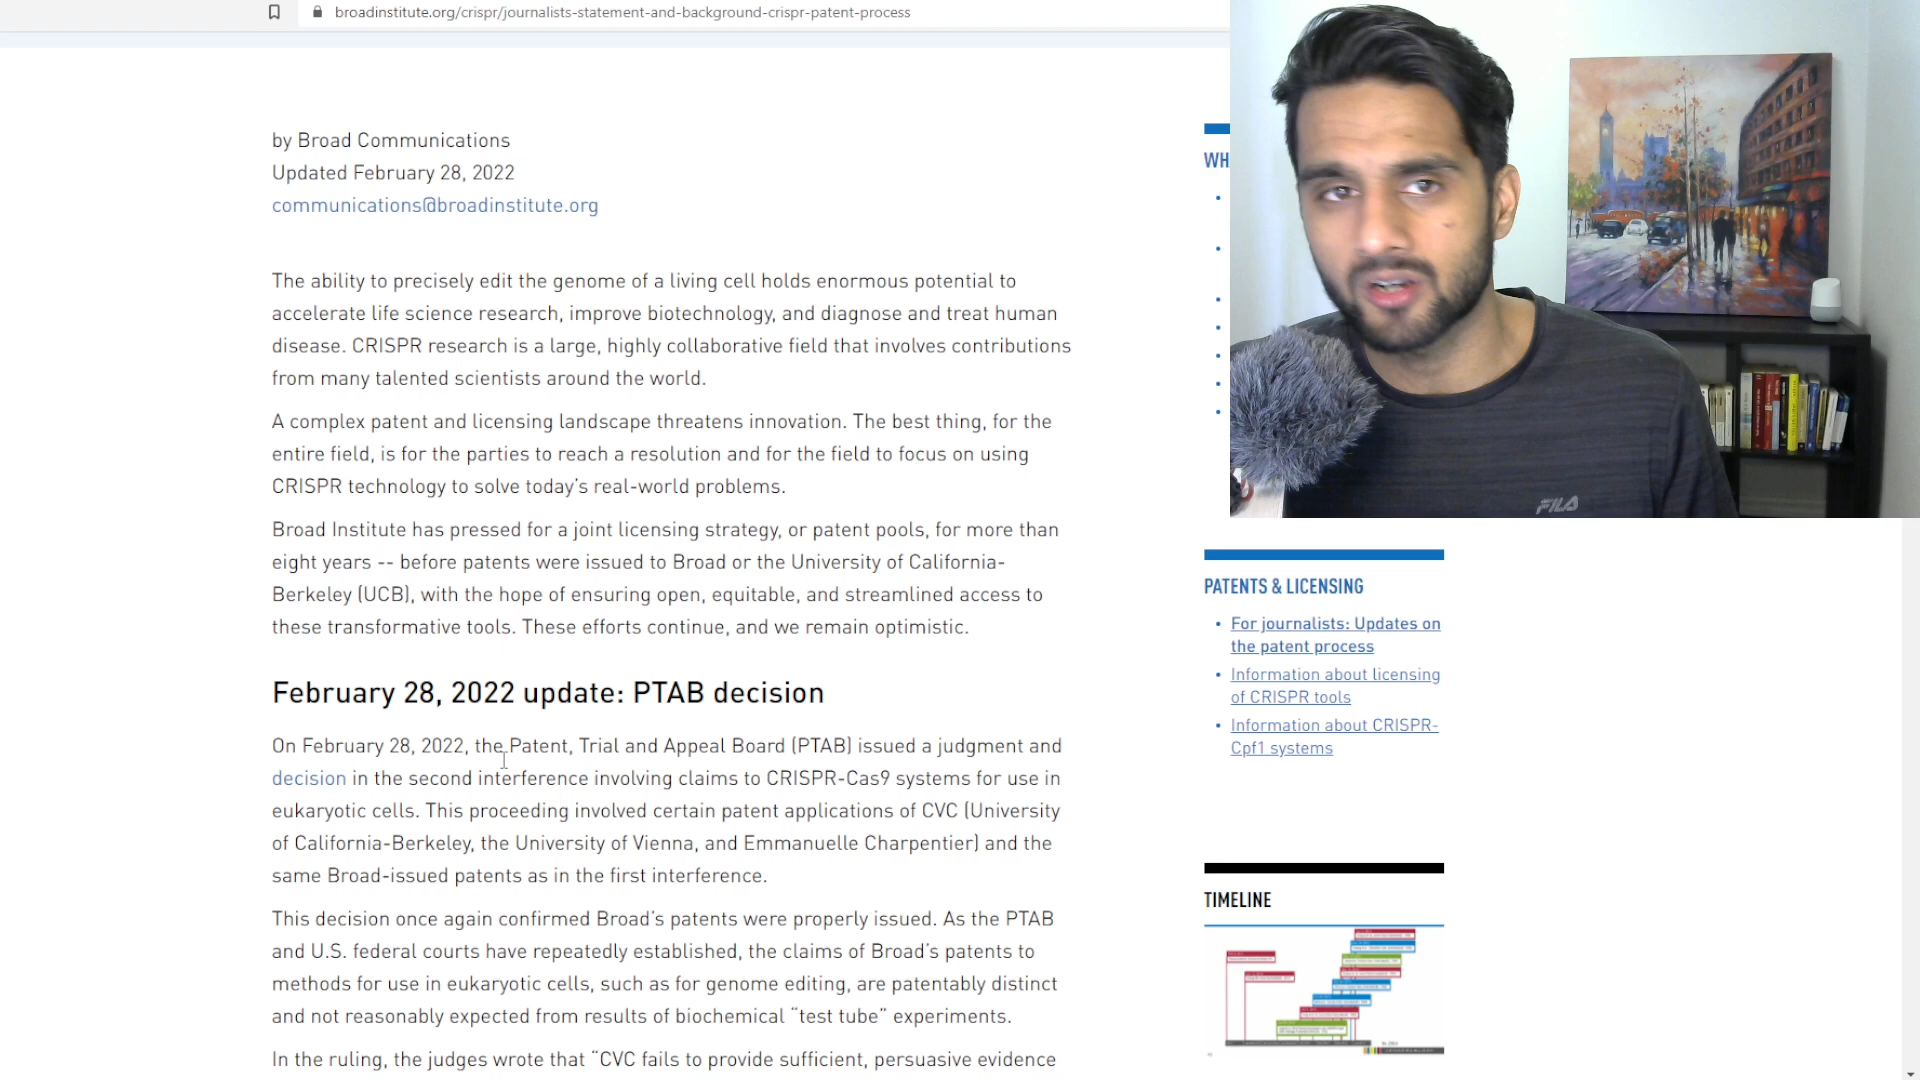 broadinstitute.org/crispr/journalists-statement-and-background-crispr-patent-process
by Broad Communications
Updated February 28, 2022
communications@broadinstitute.org
The ability to precisely edit the genome of a living cell holds enormous potential to
accelerate life science research, improve biotechnology, and diagnose and treat human
disease. CRISPR research is a large, highly collaborative field that involves contributions
from many talented scientists around the world.
A complex patent and licensing landscape threatens innovation. The best thing, for the
entire field, is for the parties to reach a resolution and for the field to focus on using
CRISPR technology to solve today's real-world problems.
Broad Institute has pressed for a joint licensing strategy, or patent pools, for more than
eight years -- before patents were issued to Broad or the University of California-
Berkeley (UCB), with the hope of ensuring open, equitable, and streamlined access to
these transformative tools. These efforts continue, and we remain optimistic.
February 28, 2022 update: PTAB decision
On February 28, 2022, the Patent, Trial and Appeal Board (PTAB) issued a judgment and
decision in the second interference involving claims to CRISPR-Cas9 systems for use in
eukaryotic cells. This proceeding involved certain patent applications of CVC (University
of California-Berkeley, the University of Vienna, and Emmanuelle Charpentier) and the
same Broad-issued patents as in the first interference.
This decision once again confirmed Broad's patents were properly issued. As the PTAB
and U.S. federal courts have repeatedly established, the claims of Broad's patents to
methods for use in eukaryotic cells, such as for genome editing, are patentably distinct
and not reasonably expected from results of biochemical “test tube” experiments.
In the ruling, the judges wrote that “CVC fails to provide sufficient, persuasive evidence
WH
FILA
PATENTS & LICENSING
• For journalists: Updates on
the patent process
• Information about licensing
of CRISPR tools
• Information about CRISPR-
Cpf1 systems
TIMELINE